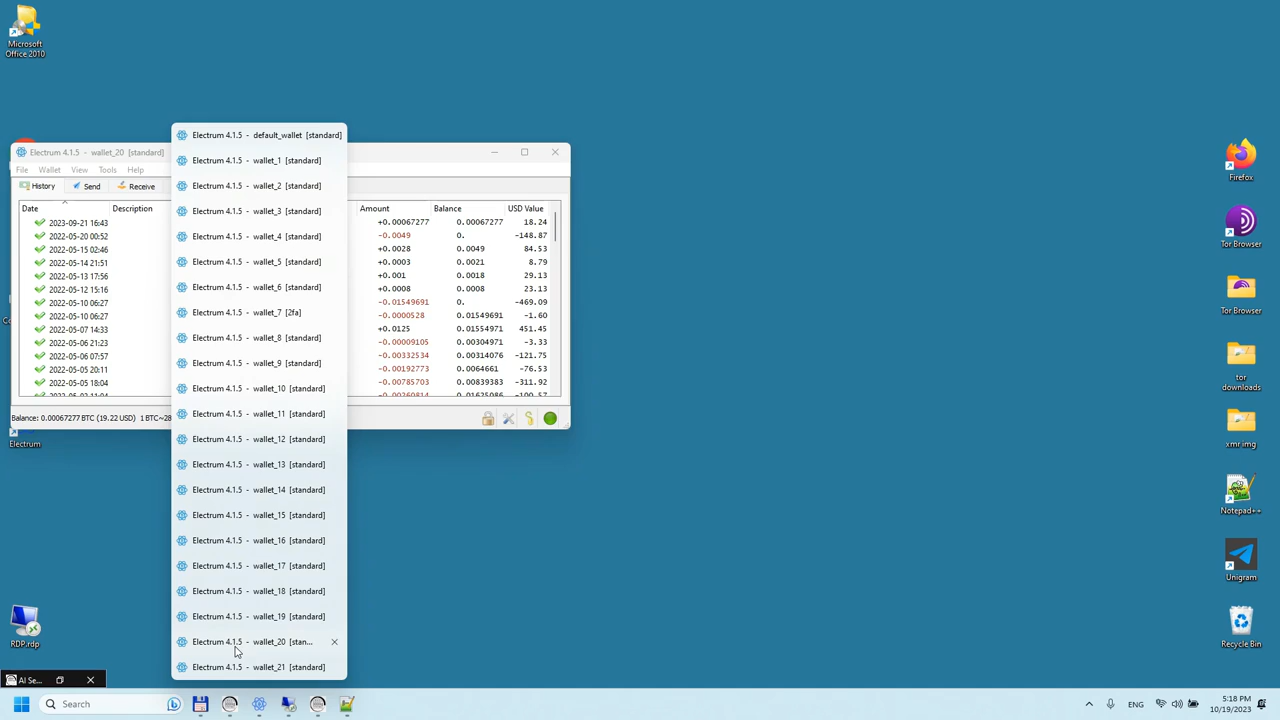 Microsoft
Office 2010
Electrum 4.1.5 - default_wallet [standard]
Electrum 4.1.5 - wallet_20 [standard]
Electrum 4.1.5 - wallet_1 [standard]
File Wallet View Tools Help
Electrum 4.1.5 - wallet_2 [standard]
History Send Receive
Electrum 4.1.5 - wallet_3 [standard]
Date Description Amount Balance USD Value
2023-09-21 16:43 +0.00067277 0.00067277 18.24
2022-05-20 00:52 -0.0049 0. -148.87
2022-05-15 02:46 +0.0028 0.0049 84.53
2022-05-14 21:51 +0.0003 0.0021 8.79
2022-05-13 17:56 +0.001 0.0018 29.13
2022-05-12 15:16 +0.0008 0.0008 23.13
2022-05-10 06:27 -0.01549691 0. -469.09
2022-05-10 06:27 -0.0000528 0.01549691 -1.60
2022-05-07 14:33 +0.0125 0.01554971 451.45
2022-05-06 21:23 -0.00009105 0.00304971 -3.33
2022-05-06 07:57 -0.00332534 0.00314076 -121.75
2022-05-05 20:11 -0.00192773 0.0064661 -76.53
2022-05-05 18:04 -0.00785703 0.00839383 -311.92
Electrum 4.1.5 - wallet_4 [standard]
Electrum 4.1.5 - wallet_5 [standard]
Electrum 4.1.5 - wallet_6 [standard]
Electrum 4.1.5 - wallet_7 [2fa]
Electrum 4.1.5 - wallet_8 [standard]
Electrum 4.1.5 - wallet_9 [standard]
Electrum 4.1.5 - wallet_10 [standard]
Electrum 4.1.5 - wallet_11 [standard]
Balance: 0.00067277 BTC (19.22 USD) 1 BTC~28
Electrum 4.1.5 - wallet_12 [standard]
Electrum
Electrum 4.1.5 - wallet_13 [standard]
Electrum 4.1.5 - wallet_14 [standard]
Electrum 4.1.5 - wallet_15 [standard]
Electrum 4.1.5 - wallet_16 [standard]
Electrum 4.1.5 - wallet_17 [standard]
Electrum 4.1.5 - wallet_18 [standard]
Electrum 4.1.5 - wallet_19 [standard]
Electrum 4.1.5 - wallet_20 [stan...
Electrum 4.1.5 - wallet_21 [standard]
Firefox
Tor Browser
Tor Browser
tor
downloads
xmr img
Notepad++
Unigram
Recycle Bin
RDP.rdp
AI Se...
Search
ENG
5:18 PM
10/19/2023